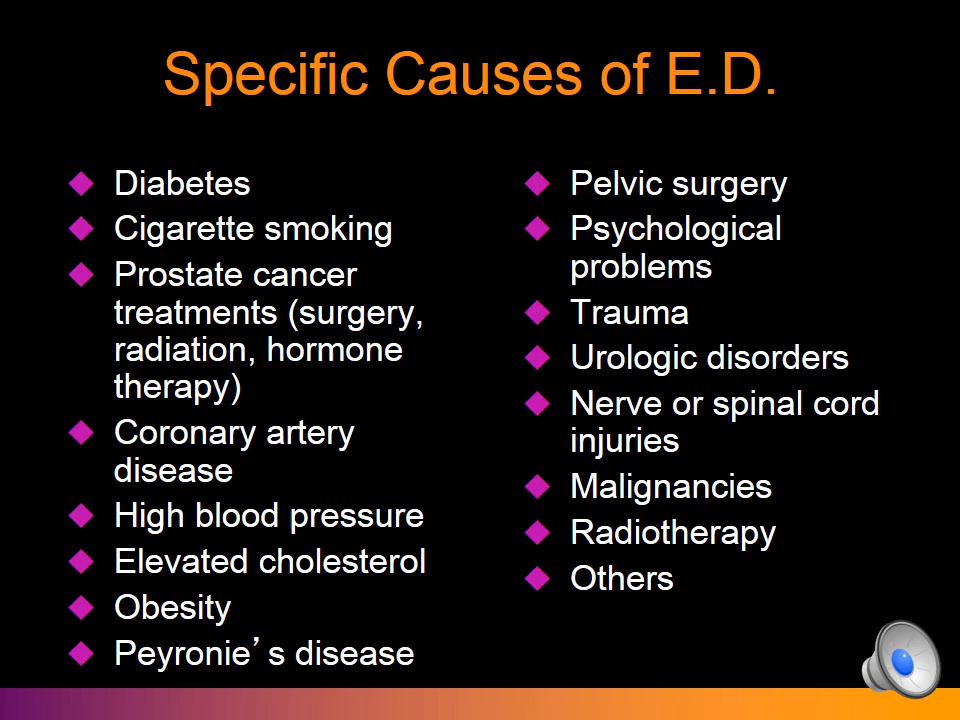 Specific Causes of E.D.
Diabetes
Cigarette smoking
Prostate cancer
treatments (surgery,
radiation, hormone
therapy)
Coronary artery
disease
High blood pressure
Elevated cholesterol
Obesity
Peyronie’s disease
Pelvic surgery
Psychological
problems
Trauma
Urologic disorders
Nerve or spinal cord
injuries
Malignancies
Radiotherapy
Others